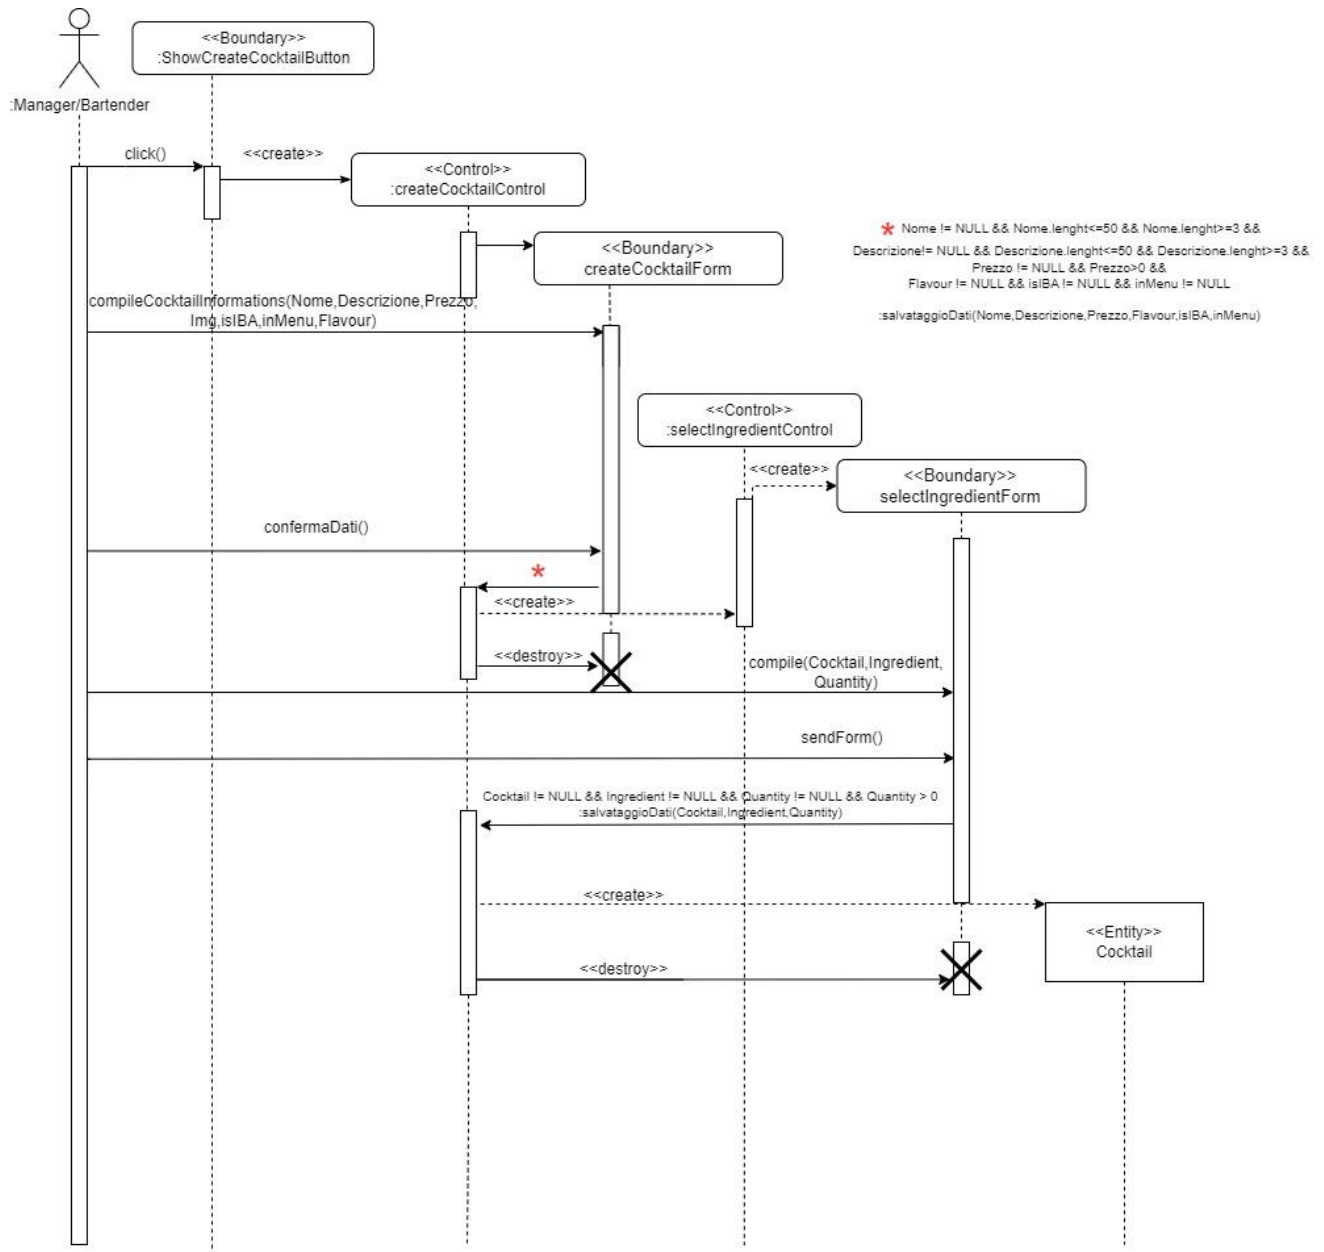 <<Boundary>>
:ShowCreateCocktailButton
:Manager/Bartender
click()
<<create>>
<<Control>>
:createCocktailControl
* Nome != NULL && Nome.lenght<=50 && Nome.lenght>=3 &&
Descrizione!= NULL && Descrizione.lenght<=50 && Descrizione.lenght>=3 &&
Prezzo != NULL && Prezzo>0 &&
Flavour != NULL && isIBA != NULL && inMenu != NULL
:salvataggioDati(Nome,Descrizione,Prezzo,Flavour,isIBA,inMenu)
<<Boundary>>
createCocktailForm
compileCocktailInformations(Nome,Descrizione,Prezzo,
Img,isIBA,inMenu,Flavour)
<<Control>>
:selectIngredientControl
<<create>>
<<Boundary>>
selectIngredientForm
confermaDati()
*
<<create>>
<<destroy>>
compile(Cocktail,Ingredient,
Quantity)
sendForm()
Cocktail != NULL && Ingredient != NULL && Quantity != NULL && Quantity > 0
:salvataggioDati(Cocktail,Ingredient,Quantity)
<<create>>
<<Entity>>
Cocktail
<<destroy>>